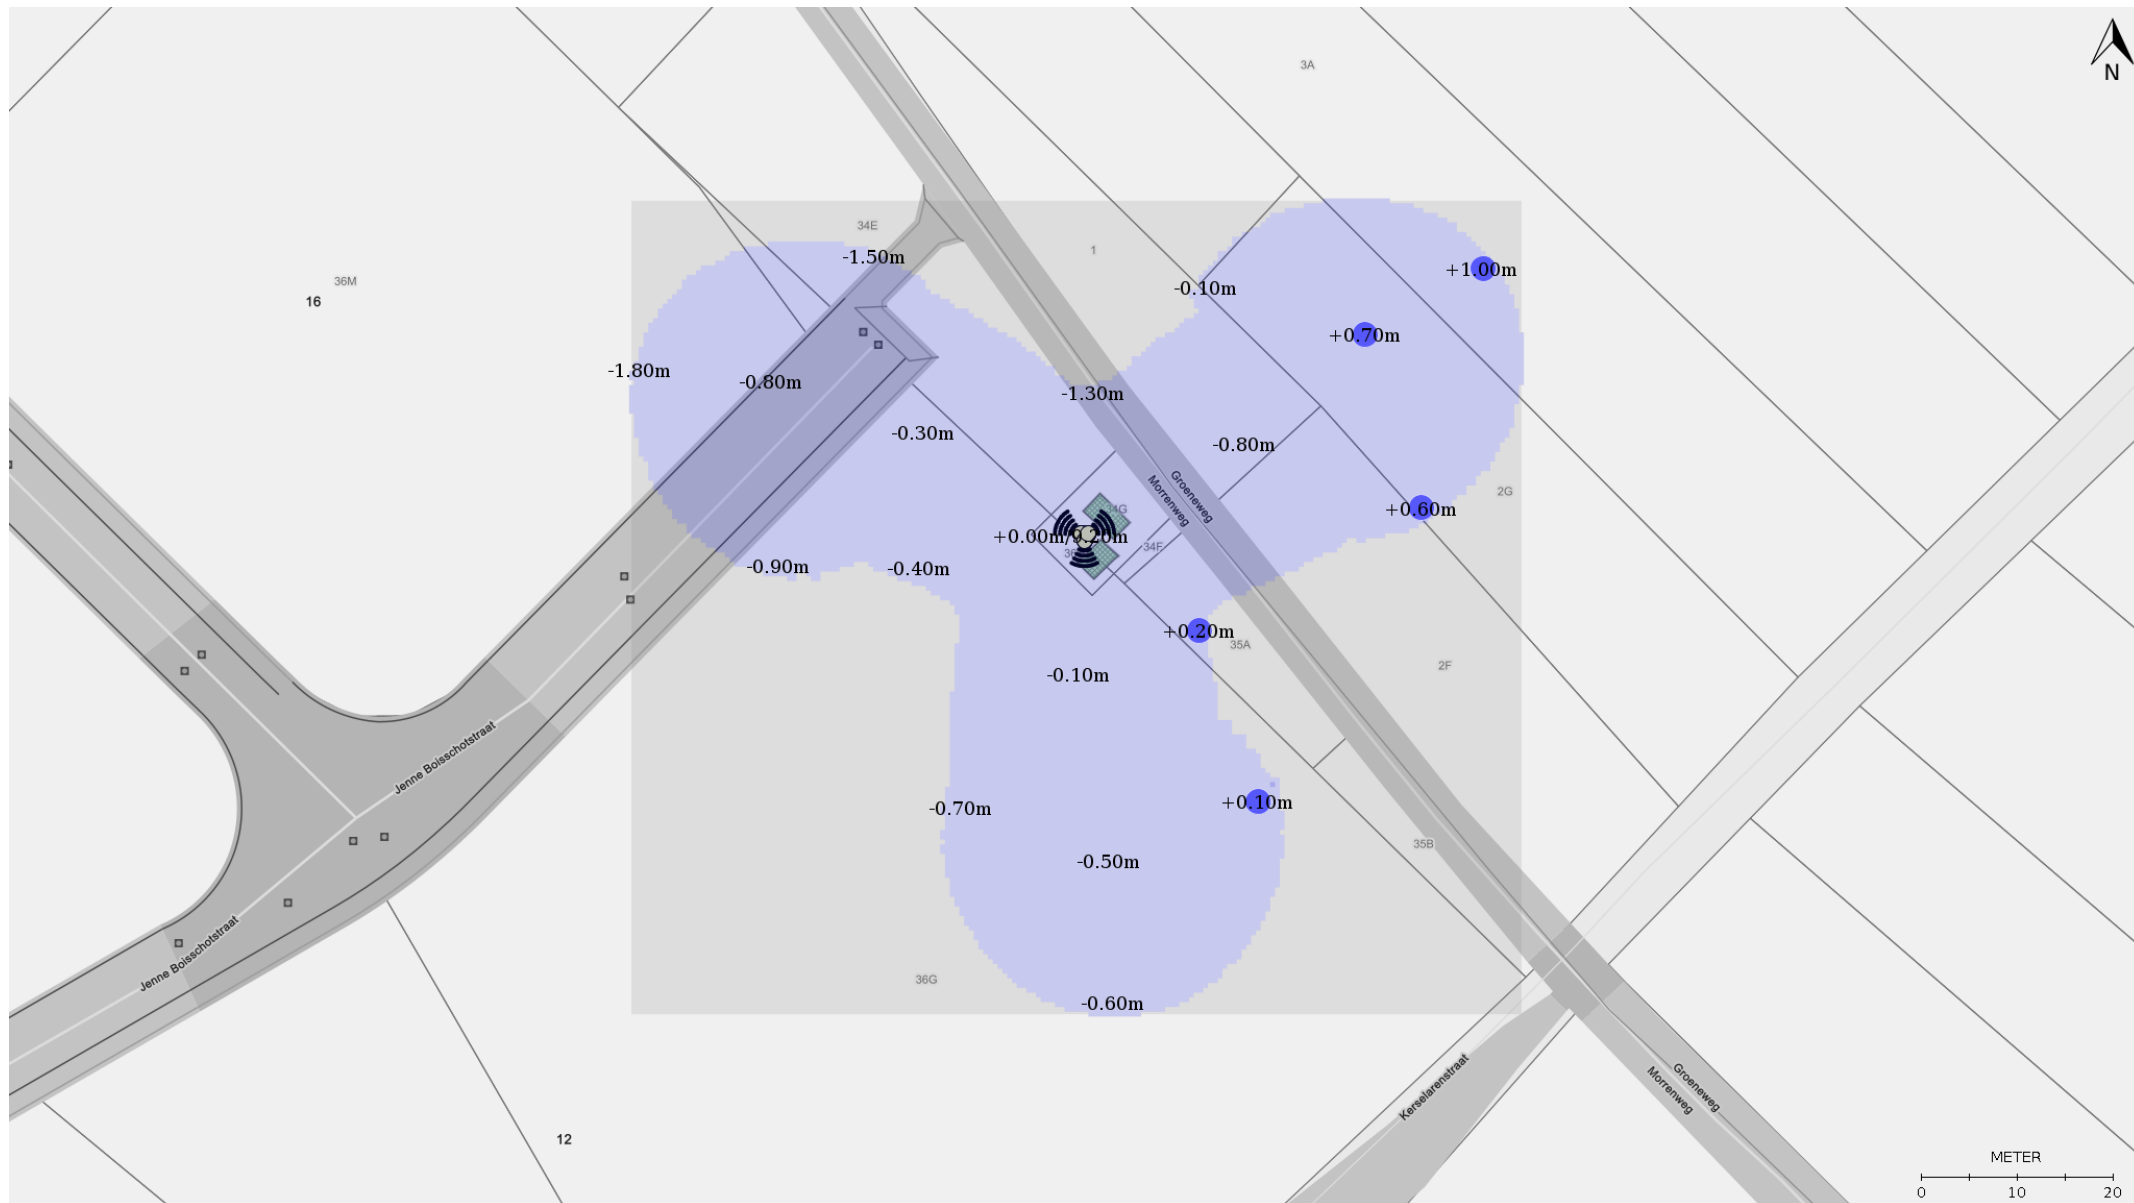 3A
N
34E
1
-1.50m
+1.00m
36M
16
-0.10m
+0.70m
-1.80m
-0.80m
-1.30m
-0.30m
-0.80m
Groeneweg
Morrenweg
2G
34G
+0.60m
+0.00m/9.20m
34F
-0.90m
-0.40m
+0.20m
35A
2F
-0.10m
Jenne Boisschotstraat
+0.10m
-0.70m
35B
-0.50m
Jenne Boisschotstraat
36G
-0.60m
Kerselarenstraat
Groeneweg
Morrenweg
12
METER
0 10 20